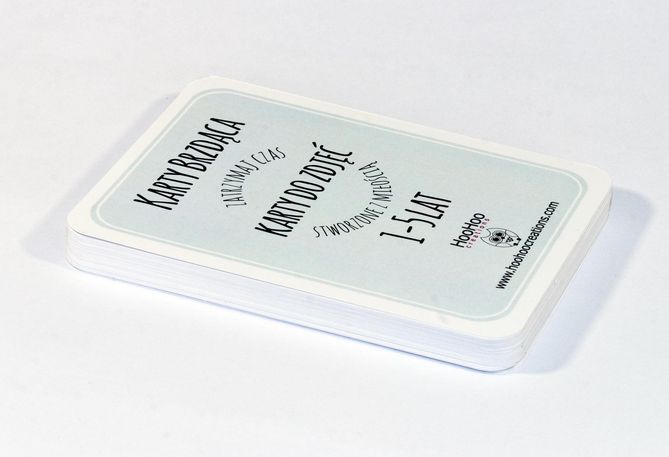 KARTY BRZDĄCA
ZATRZYMAJ CZAS
KARTY DO ZDJĘĆ
STWORZONE Z MIŁOŚCIĄ
1-5 LAT
HooHoo
creations
www.hoohoocreations.com